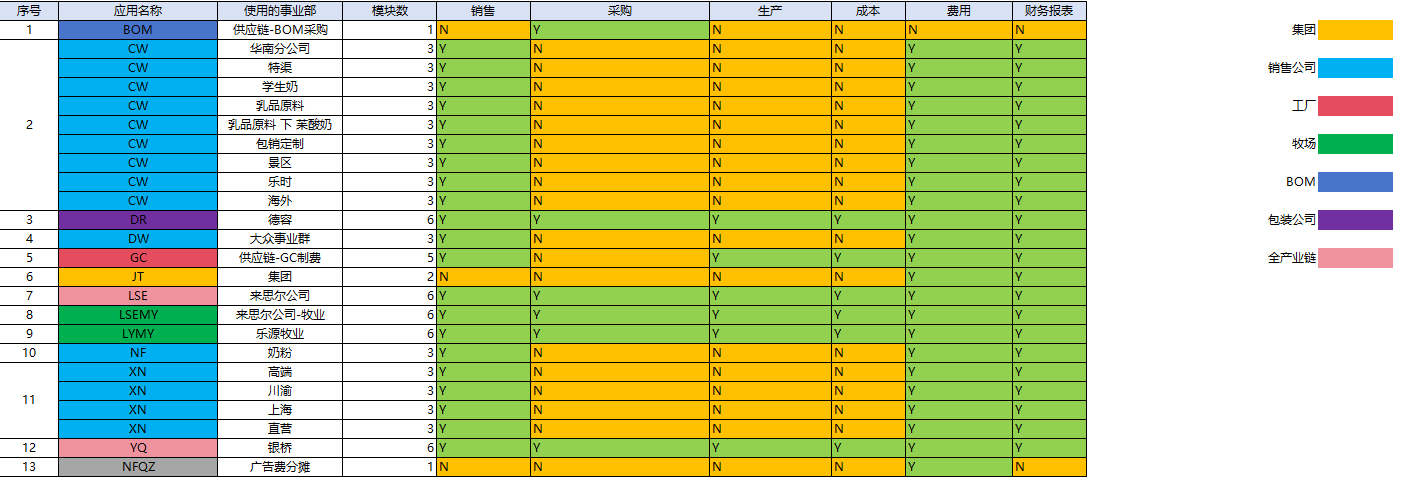 序号 应用名称 使用的事业部 模块数 销售 采购 生产 成本 费用 财务报表
1 BOM 供应链-BOM采购 1 N Y N N N N 集团
CW 华南分公司 3 Y N N N Y Y
CW 特渠 3 Y N N N Y Y 销售公司
CW 学生奶 3 Y N N N Y Y
CW 乳品原料 3 Y N N N Y Y 工厂
2 CW 乳品原料 下 茉酸奶 3 Y N N N Y Y
CW 包销定制 3 Y N N N Y Y 牧场
CW 景区 3 Y N N N Y Y
CW 乐时 3 Y N N N Y Y BOM
CW 海外 3 Y N N N Y Y
3 DR 德容 6 Y Y Y Y Y Y 包装公司
4 DW 大众事业群 3 Y N N N Y Y
5 GC 供应链-GC制费 5 Y N Y Y Y Y 全产业链
6 JT 集团 2 N N N N Y Y
7 LSE 来思尔公司 6 Y Y Y Y Y Y
8 LSEMY 来思尔公司-牧业 6 Y Y Y Y Y Y
9 LYMY 乐源牧业 6 Y Y Y Y Y Y
10 NF 奶粉 3 Y N N N Y Y
XN 高端 3 Y N N N Y Y
11 XN 川渝 3 Y N N N Y Y
XN 上海 3 Y N N N Y Y
XN 直营 3 Y N N N Y Y
12 YQ 银桥 6 Y Y Y Y Y Y
13 NFQZ 广告费分摊 1 N N N N Y N